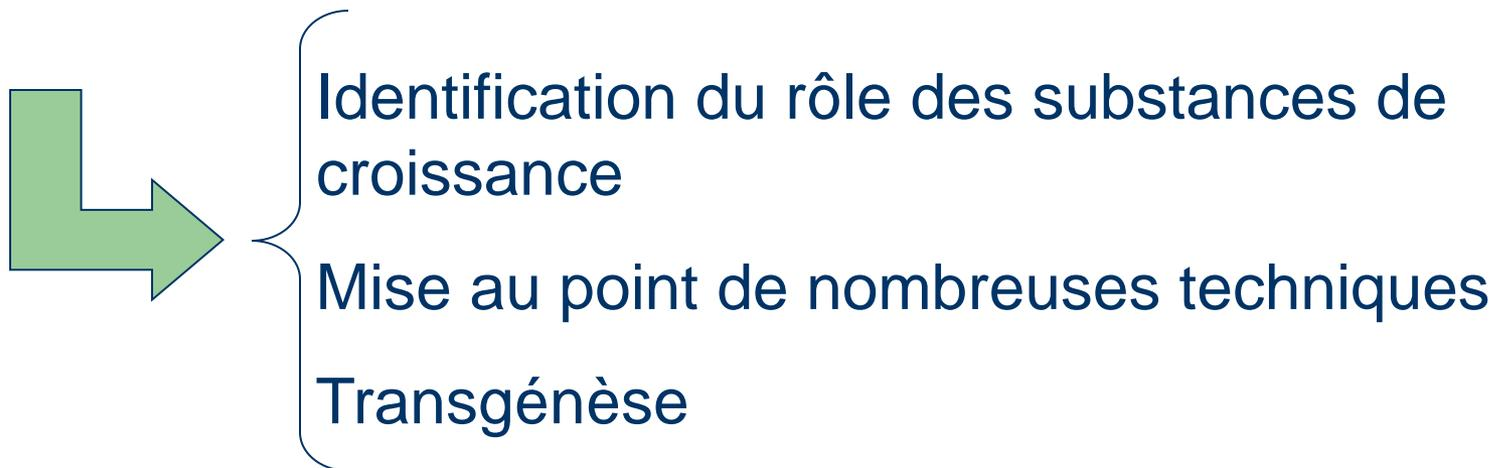 Identification du rôle des substances de
croissance
Mise au point de nombreuses techniques
Transgénèse